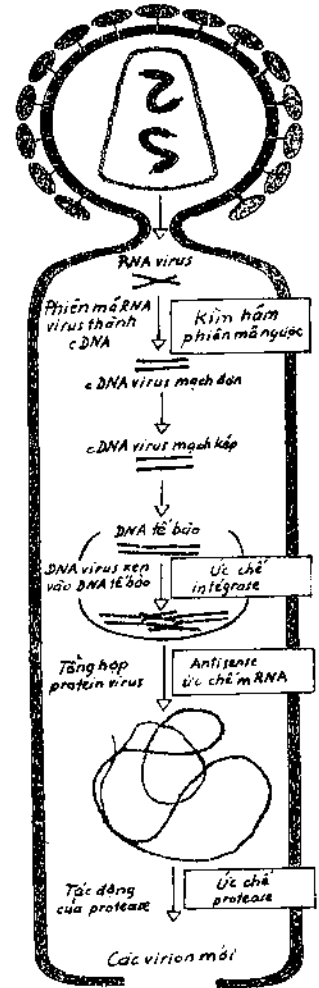 RNA virus
Phiên mã RNA
virus thành
cDNA
Kìm hãm
phiên mã ngược
cDNA virus mạch đơn
cDNA virus mạch kép
DNA tế bào
DNA virus xen
vào DNA tế bào
Ức chế
intégrase
Tổng hợp
protein virus
Antisense
ức chế mRNA
Tác động
của protease
Ức chế
protease
Các virion mới